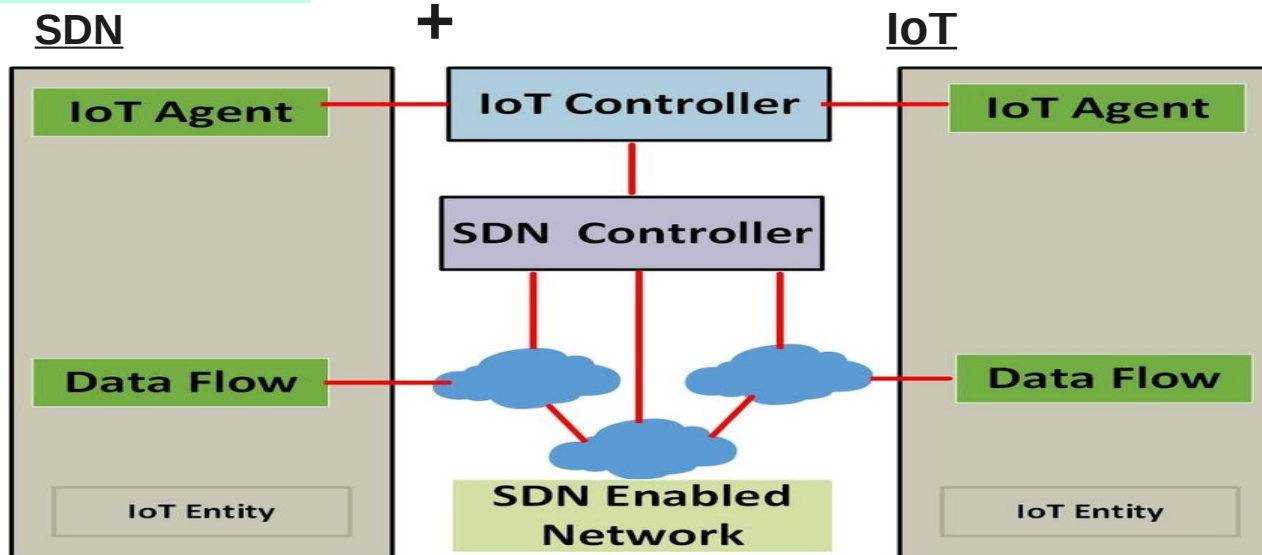 SDN + IoT
IoT Agent
IoT Controller
IoT Agent
SDN Controller
Data Flow
Data Flow
IoT Entity
SDN Enabled
Network
IoT Entity